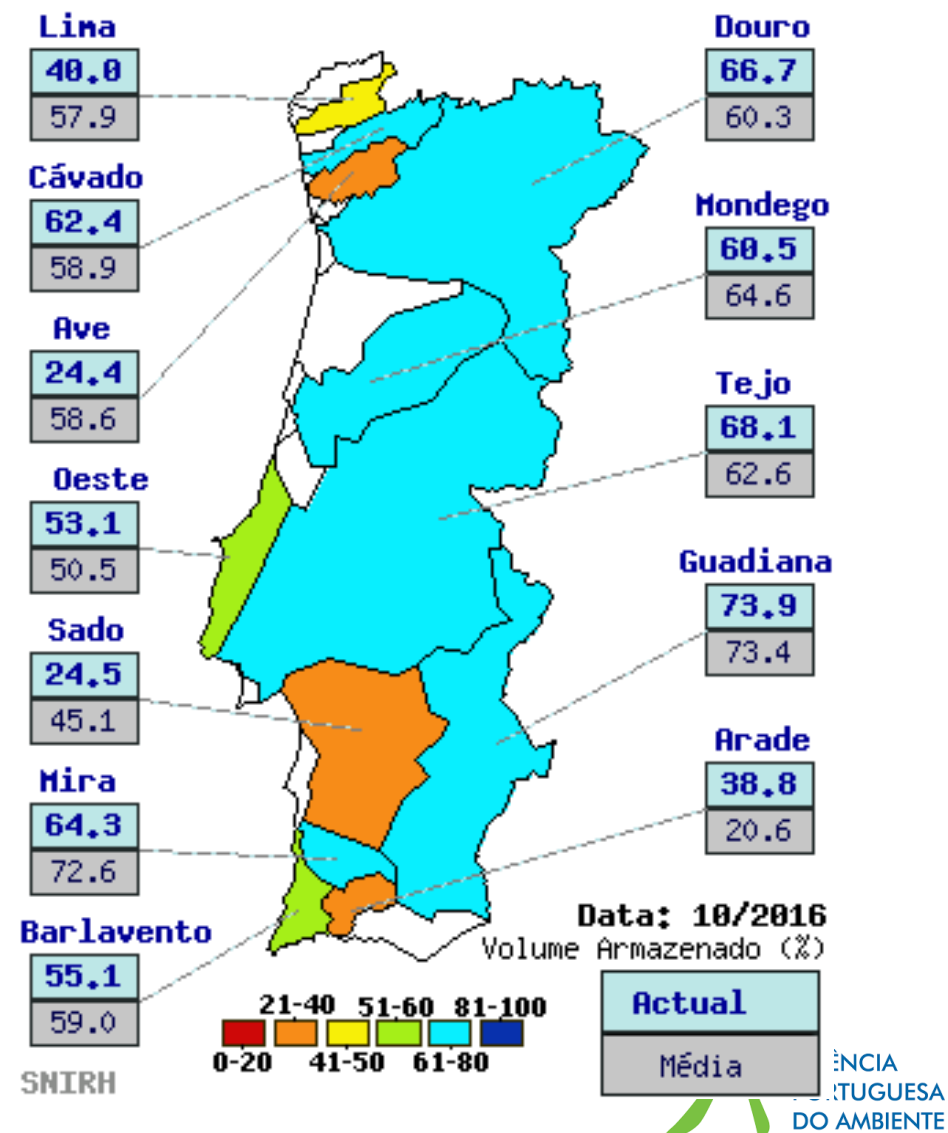 Lima
40.0
57.9
Cávado
62.4
58.9
Ave
24.4
58.6
Oeste
53.1
50.5
Sado
24.5
45.1
Mira
64.3
72.6
Barlavento
55.1
59.0
Douro
66.7
60.3
Mondego
60.5
64.6
Tejo
68.1
62.6
Guadiana
73.9
73.4
Arade
38.8
20.6
Data: 10/2016
Volume Armazenado (%)
Actual
Média
21-40 51-60 81-100
0-20 41-50 61-80
SNIRH
ÊNCIA
RTUGUESA
DO AMBIENTE